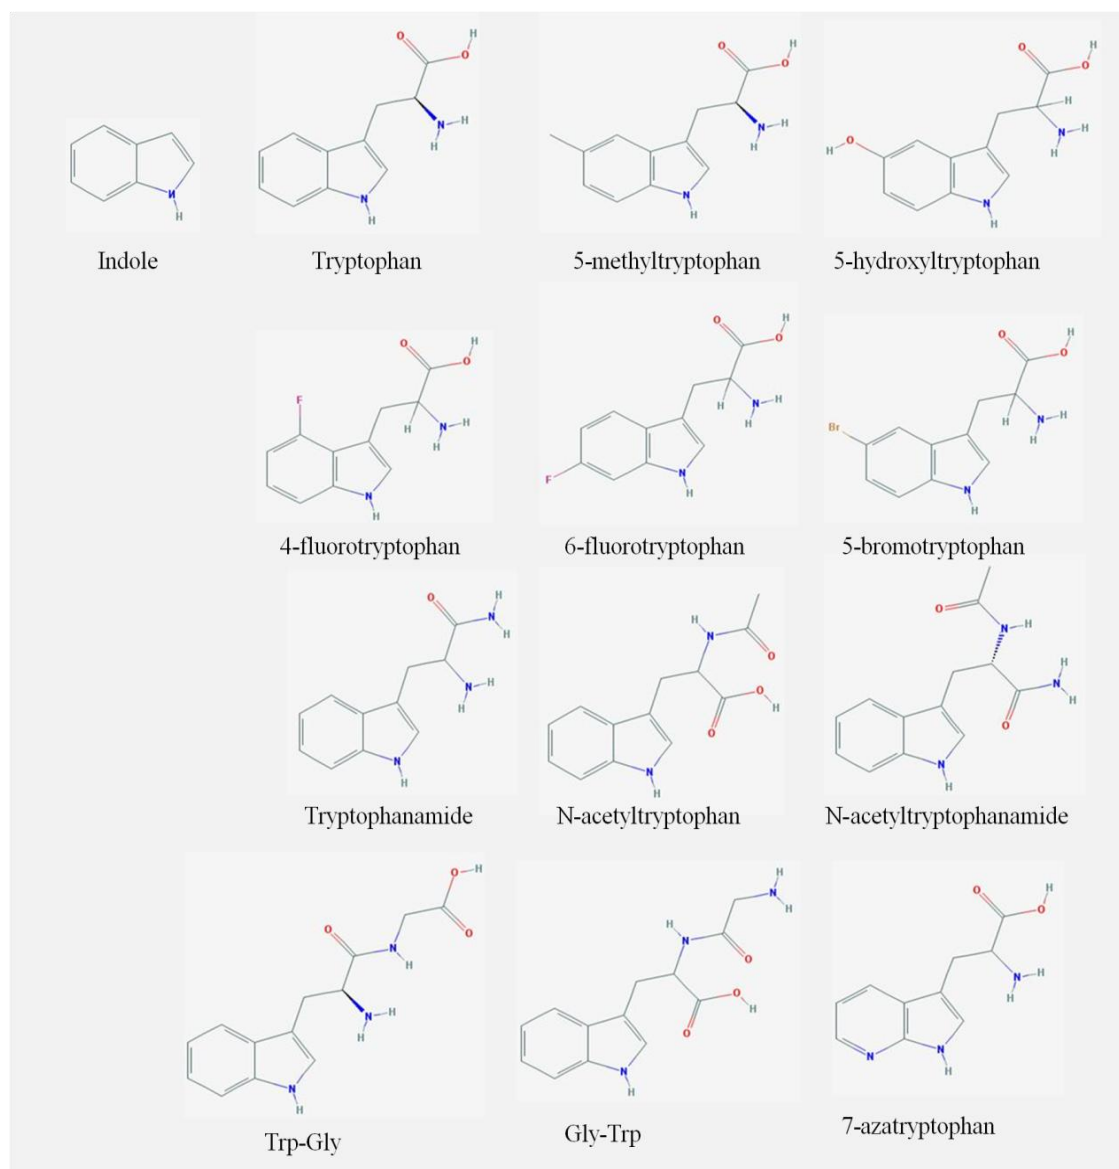 Indole
Tryptophan
5-methyltryptophan
5-hydroxyltryptophan
4-fluorotryptophan
6-fluorotryptophan
5-bromotryptophan
Tryptophanamide
N-acetyltryptophan
N-acetyltryptophanamide
Trp-Gly
Gly-Trp
7-azatryptophan